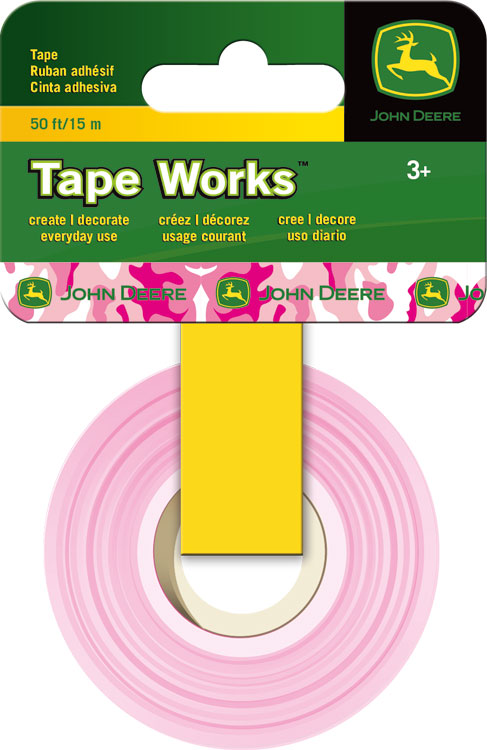 Tape
Ruban adhésif
Cinta adhesiva
50 ft/15 m
JOHN DEERE
Tape Works™
3+
create | decorate
everyday use
créez | décorez
usage courant
cree | decore
uso diario
JOHN DEERE JOHN DEERE JO